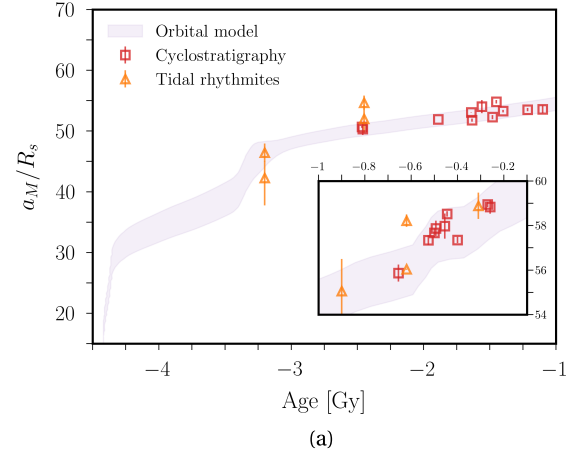 70
60
50
40
30
20
a_M/R_s
Orbital model
Cyclostratigraphy
Tidal rhythmites
−1 −0.8 −0.6 −0.4 −0.2
60
58
56
54
−4 −3 −2 −1
Age [Gy]
(a)